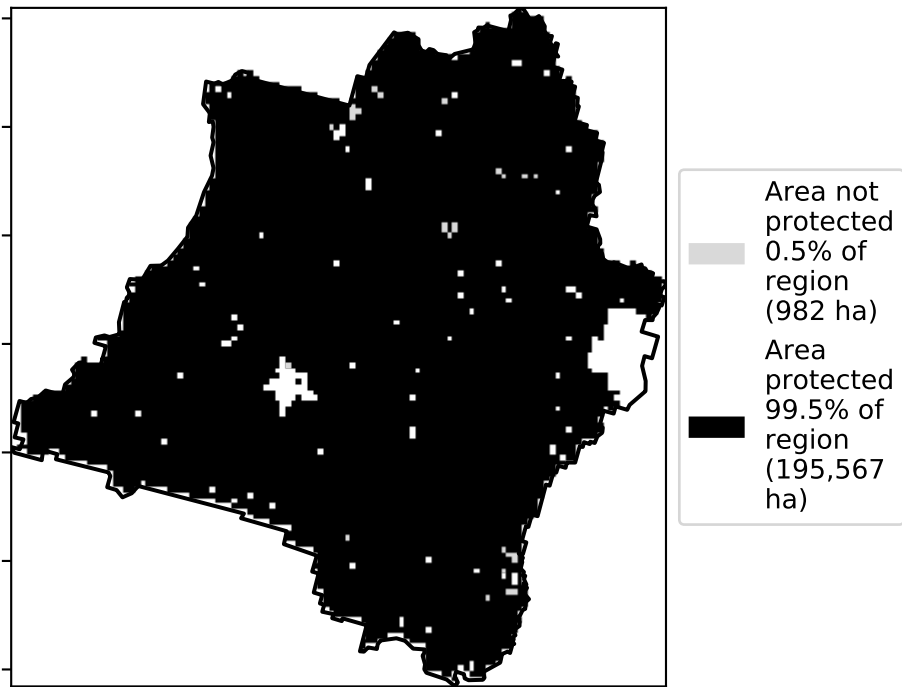 Area not
protected
0.5% of
region
(982 ha)
Area
protected
99.5% of
region
(195,567
ha)